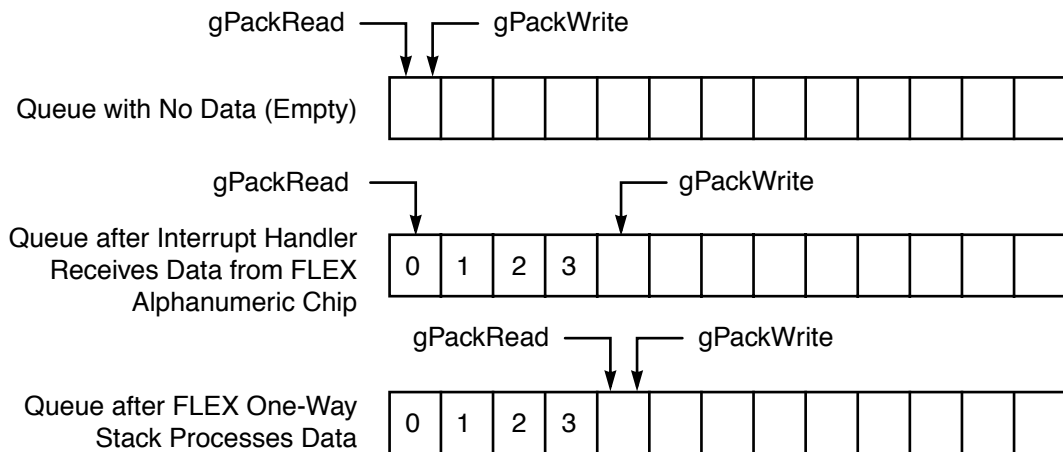 gPackRead gPackWrite
Queue with No Data (Empty)
gPackRead gPackWrite
Queue after Interrupt Handler
Receives Data from FLEX
Alphanumeric Chip
0 1 2 3
gPackRead gPackWrite
Queue after FLEX One-Way
Stack Processes Data
0 1 2 3